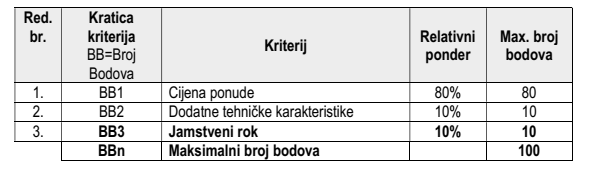 Red. br. | Kratica kriterija BB=Broj Bodova | Kriterij | Relativni ponder | Max. broj bodova
1. | BB1 | Cijena ponude | 80% | 80
2. | BB2 | Dodatne tehničke karakteristike | 10% | 10
3. | BB3 | Jamstveni rok | 10% | 10
BBn | Maksimalni broj bodova | 100